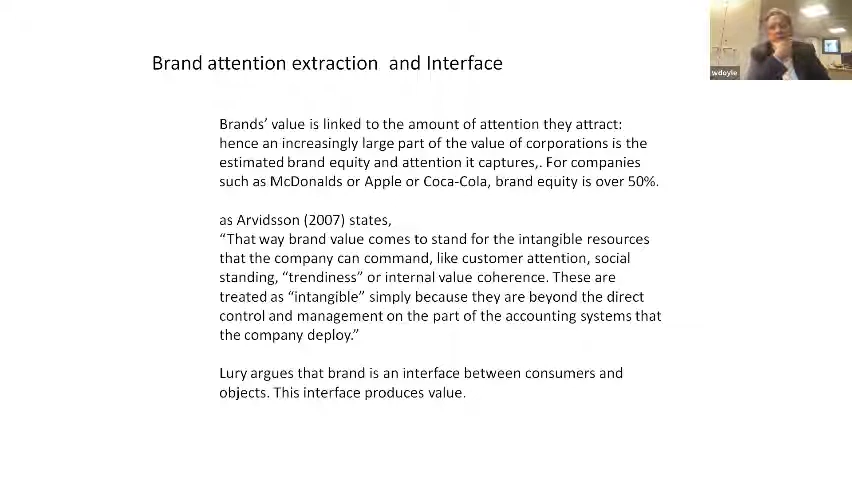 Brand attention extraction and Interface
wdoyle
Brands' value is linked to the amount of attention they attract:
hence an increasingly large part of the value of corporations is the
estimated brand equity and attention it captures,. For companies
such as McDonalds or Apple or Coca-Cola, brand equity is over 50%.
as Arvidsson (2007) states,
“That way brand value comes to stand for the intangible resources
that the company can command, like customer attention, social
standing, “trendiness” or internal value coherence. These are
treated as “intangible” simply because they are beyond the direct
control and management on the part of the accounting systems that
the company deploy.”
Lury argues that brand is an interface between consumers and
objects. This interface produces value.